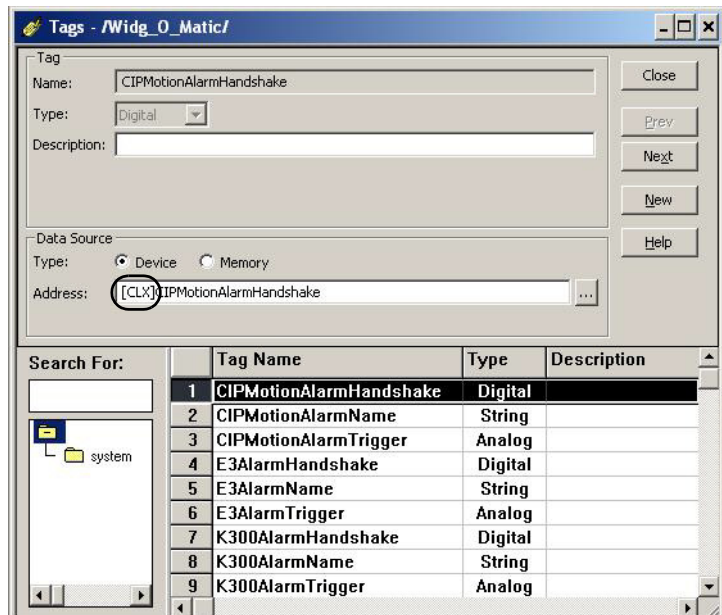 Tags - /Widg_O_Matic/
Tag
Name: CIPMotionAlarmHandshake
Type: Digital
Description:
Close
Prev
Next
New
Help
Data Source
Type: Device Memory
Address: [CLX]CIPMotionAlarmHandshake ...
Search For:
system
Tag Name Type Description
1 CIPMotionAlarmHandshake Digital
2 CIPMotionAlarmName String
3 CIPMotionAlarmTrigger Analog
4 E3AlarmHandshake Digital
5 E3AlarmName String
6 E3AlarmTrigger Analog
7 K300AlarmHandshake Digital
8 K300AlarmName String
9 K300AlarmTrigger Analog